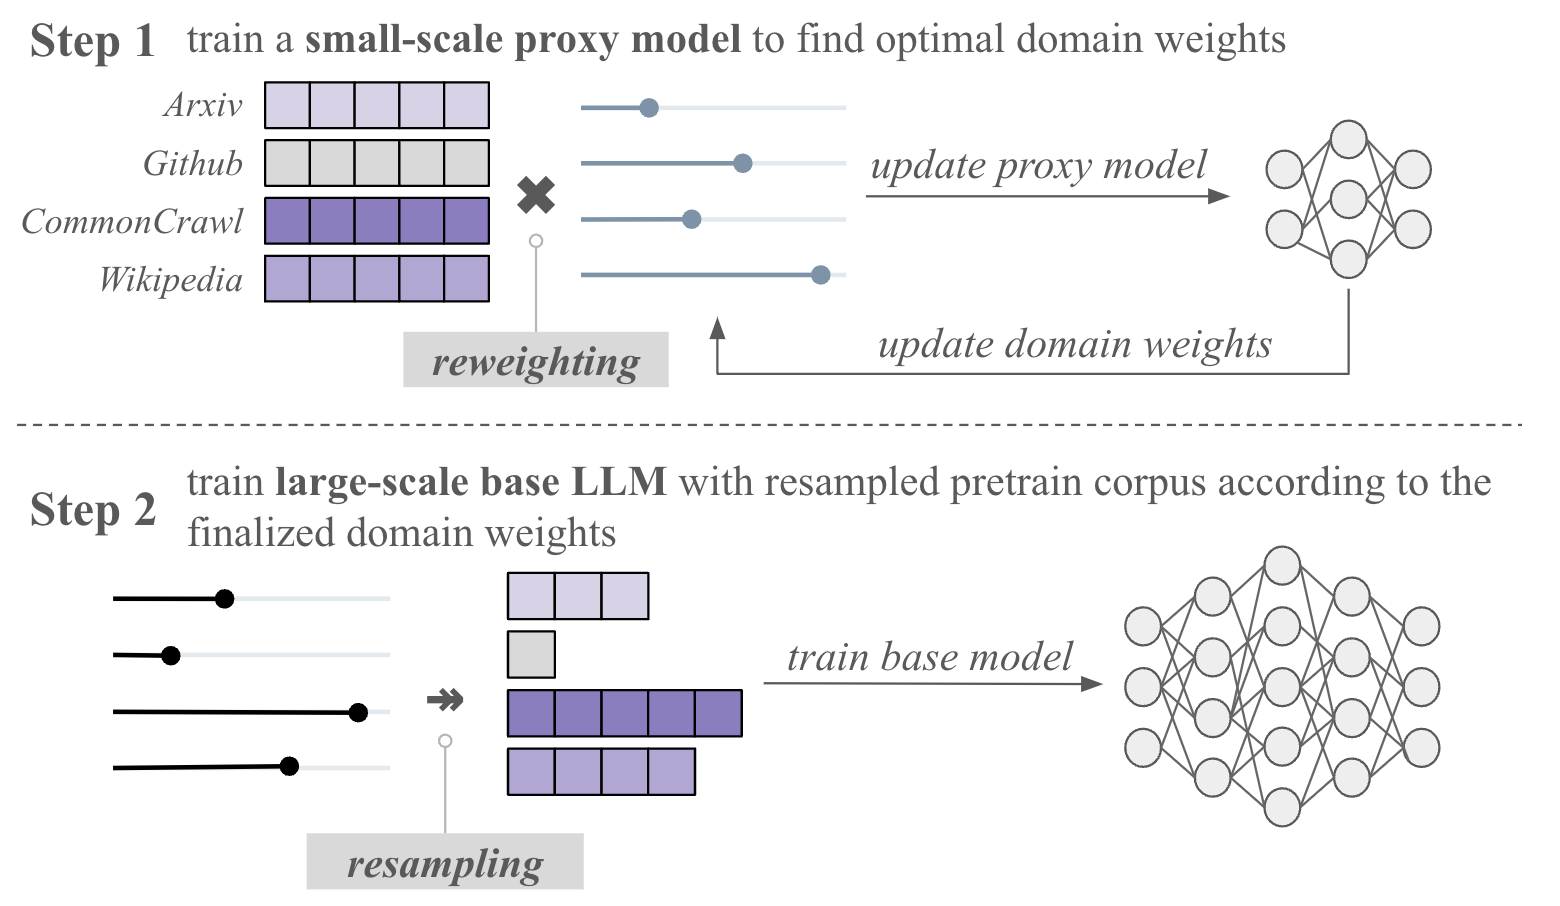 Step 1 train a small-scale proxy model to find optimal domain weights
Arxiv
Github
CommonCrawl
Wikipedia
reweighting
update proxy model
update domain weights
Step 2 train large-scale base LLM with resampled pretrain corpus according to the
finalized domain weights
resampling
train base model